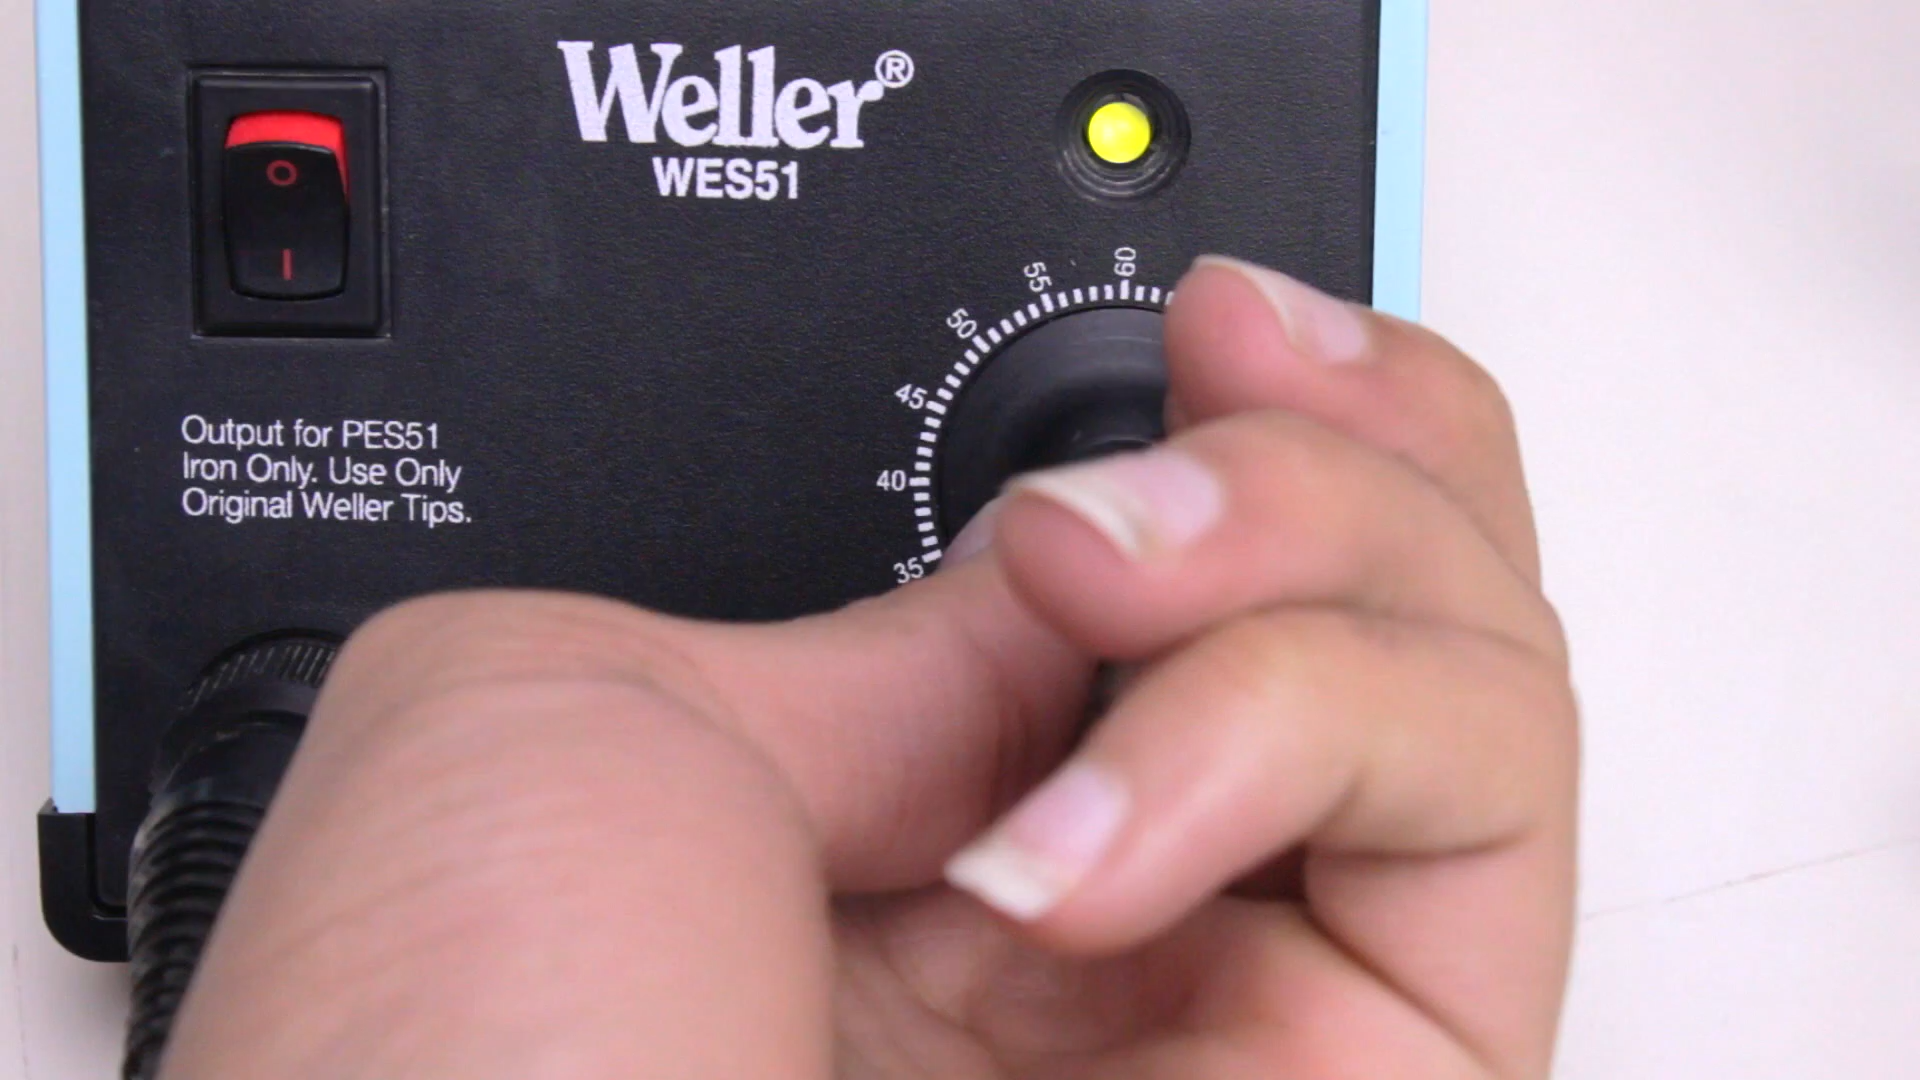 Weller®
WES51
O
I
Output for PES51
Iron Only. Use Only
Original Weller Tips.
60
55
50
45
40
35